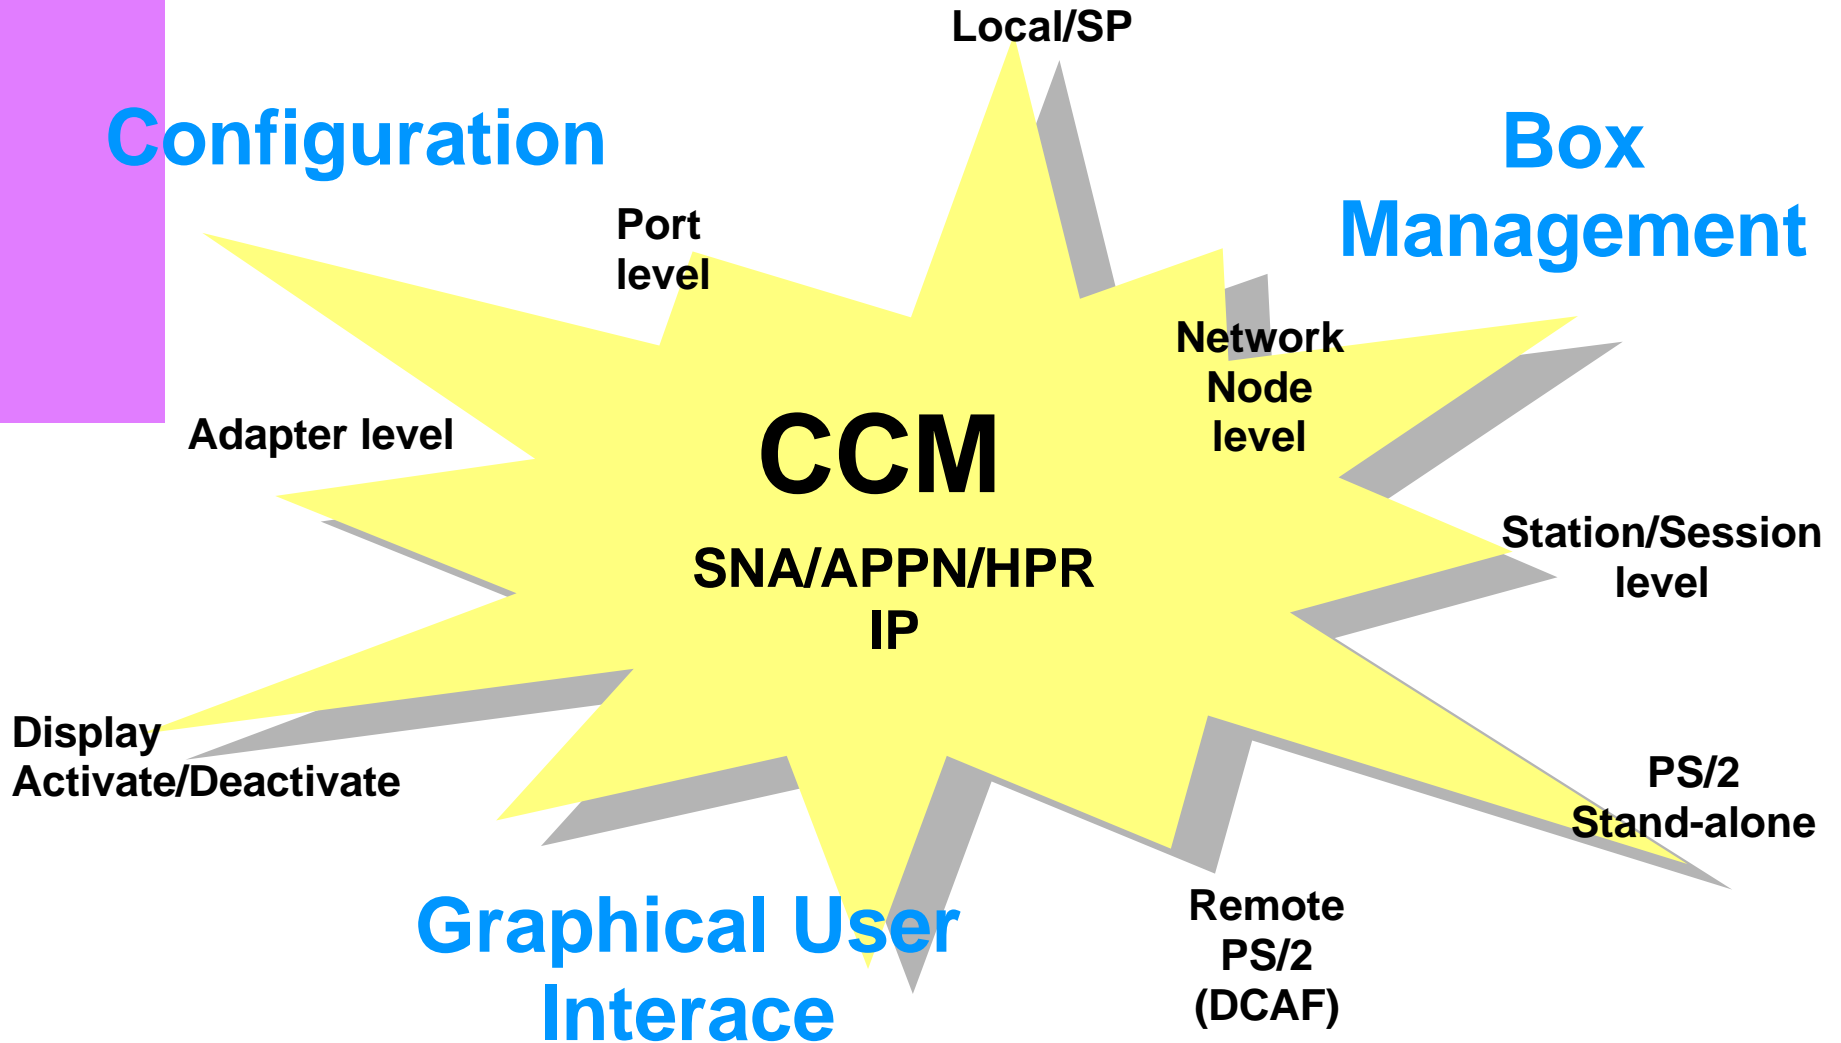 Local/SP
Configuration
Box
Management
Port
level
Network
Node
level
Adapter level
CCM
SNA/APPN/HPR
IP
Station/Session
level
Display
Activate/Deactivate
PS/2
Stand-alone
Graphical User
Interace
Remote
PS/2
(DCAF)